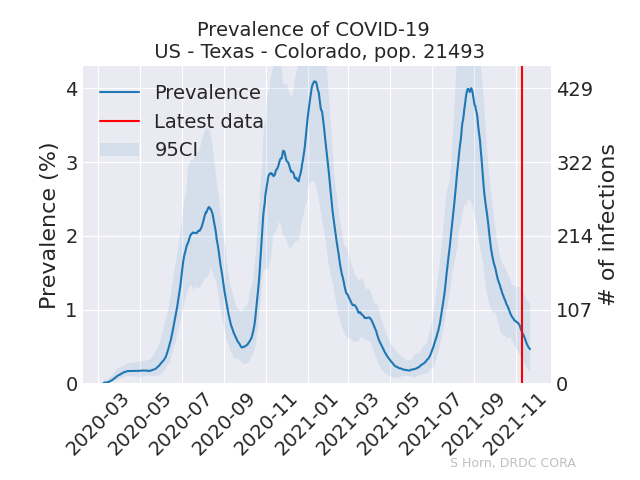 Prevalence of COVID-19
US - Texas - Colorado, pop. 21493
Prevalence
Latest data
95CI
Prevalence (%)
4
3
2
1
0
# of infections
429
322
214
107
0
2020-03
2020-05
2020-07
2020-09
2020-11
2021-01
2021-03
2021-05
2021-07
2021-09
2021-11
S Horn, DRDC CORA